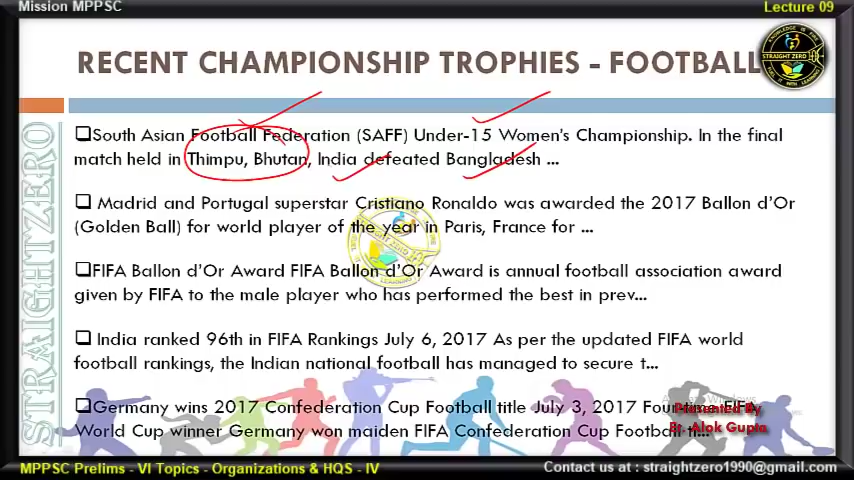 Mission MPPSC
Lecture 09
RECENT CHAMPIONSHIP TROPHIES - FOOTBALL
STRAIGHT ZERO
South Asian Football Federation (SAFF) Under-15 Women's Championship. In the final
match held in Thimpu, Bhutan, India defeated Bangladesh ...
Madrid and Portugal superstar Cristiano Ronaldo was awarded the 2017 Ballon d'Or
(Golden Ball) for world player of the year in Paris, France for ...
FIFA Ballon d'Or Award FIFA Ballon d'Or Award is annual football association award
given by FIFA to the male player who has performed the best in prev...
India ranked 96th in FIFA Rankings July 6, 2017 As per the updated FIFA world
football rankings, the Indian national football has managed to secure t...
Germany wins 2017 Confederation Cup Football title July 3, 2017 Four-time FIFA
World Cup winner Germany won maiden FIFA Confederation Cup Football ti...
STRAIGHTZERO
Presented By
Er. Alok Gupta
MPPSC Prelims - VI Topics - Organizations & HQS - IV
Contact us at : straightzero1990@gmail.com